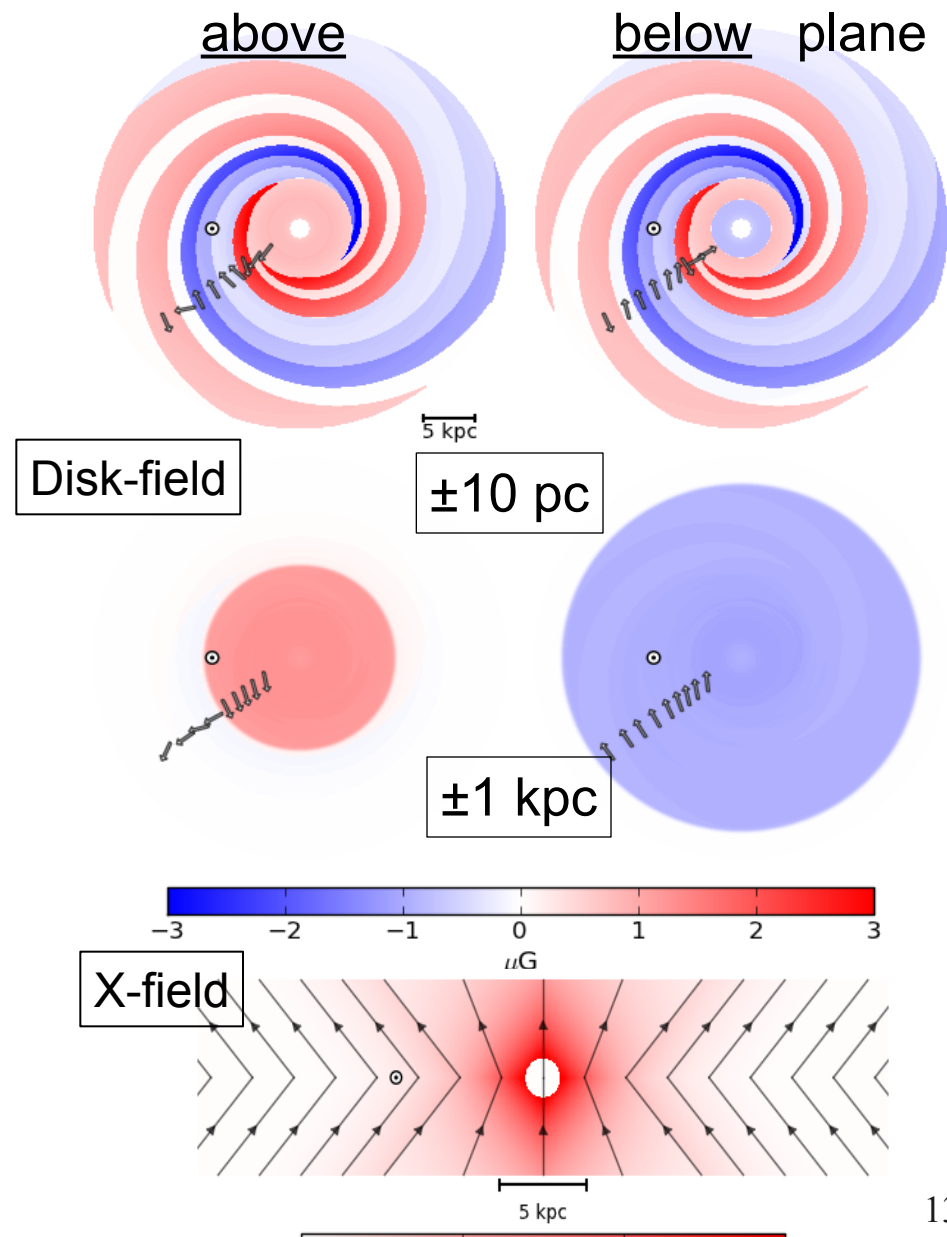 above
below plane
5 kpc
Disk-field
±10 pc
±1 kpc
−3 −2 −1 0 1 2 3
μG
X-field
5 kpc